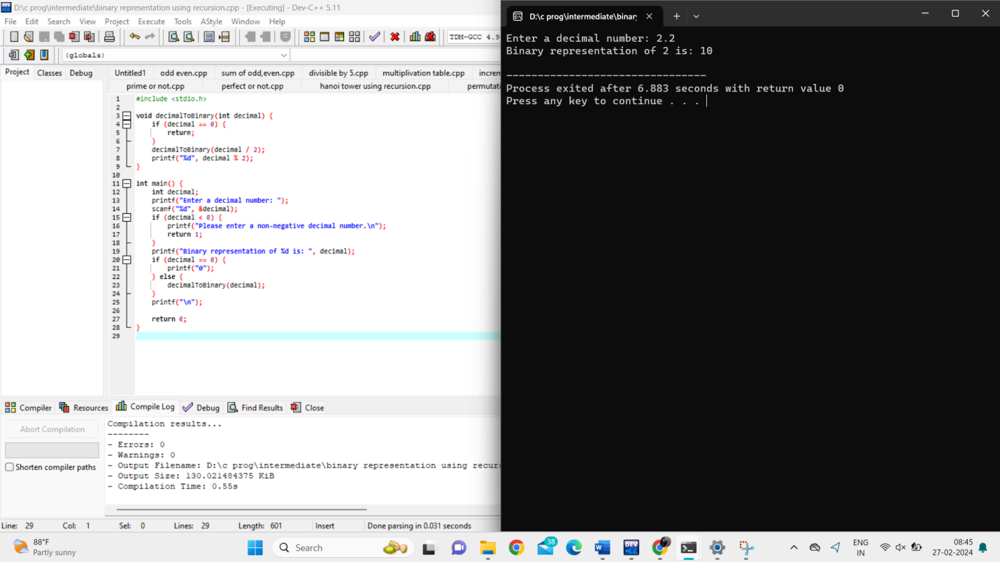 D:\c prog\intermediate\binary representation using recursion.cpp - [Executing] - Dev-C++ 5.11
File Edit Search View Project Execute Tools AStyle Window Help
TDM-GCC 4.9
(globals)
Project Classes Debug
Untitled1 odd even.cpp sum of odd,even.cpp divisible by 5.cpp multiplivation table.cpp increm
prime or not.cpp perfect or not.cpp hanoi tower using recursion.cpp permutati
1 #include <stdio.h>
2
3 void decimalToBinary(int decimal) {
4 if (decimal == 0) {
5 return;
6 }
7 decimalToBinary(decimal / 2);
8 printf("%d", decimal % 2);
9 }
10
11 int main() {
12 int decimal;
13 printf("Enter a decimal number: ");
14 scanf("%d", &decimal);
15 if (decimal < 0) {
16 printf("Please enter a non-negative decimal number.\n");
17 return 1;
18 }
19 printf("Binary representation of %d is: ", decimal);
20 if (decimal == 0) {
21 printf("0");
22 } else {
23 decimalToBinary(decimal);
24 }
25 printf("\n");
26
27 return 0;
28 }
29
Compiler Resources Compile Log Debug Find Results Close
Abort Compilation
Shorten compiler paths
Compilation results...
--------
- Errors: 0
- Warnings: 0
- Output Filename: D:\c prog\intermediate\binary representation using recurs
- Output Size: 130.021484375 KiB
- Compilation Time: 0.55s
Line: 29 Col: 1 Sel: 0 Lines: 29 Length: 601 Insert Done parsing in 0.031 seconds
D:\c prog\intermediate\binary
Enter a decimal number: 2.2
Binary representation of 2 is: 10
--------------------------------
Process exited after 6.883 seconds with return value 0
Press any key to continue . . .
88°F
Partly sunny
Search
38
DEV
ENG
IN
08:45
27-02-2024